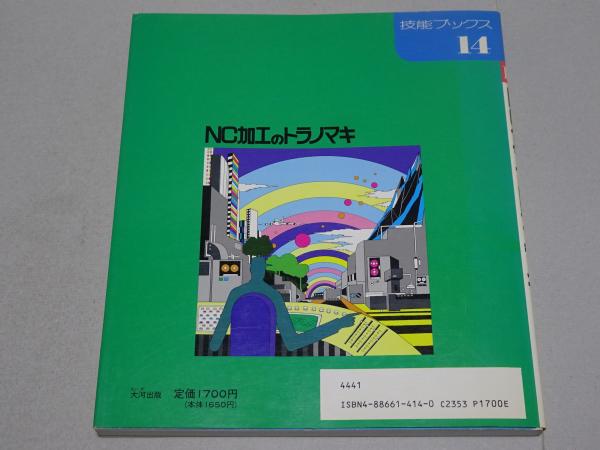 技能ブックス
14
NC加工のトラノマキ
4441
ISBN4-88661-414-0 C2353 P1700E
大河出版 定価1700円
(本体1650円)